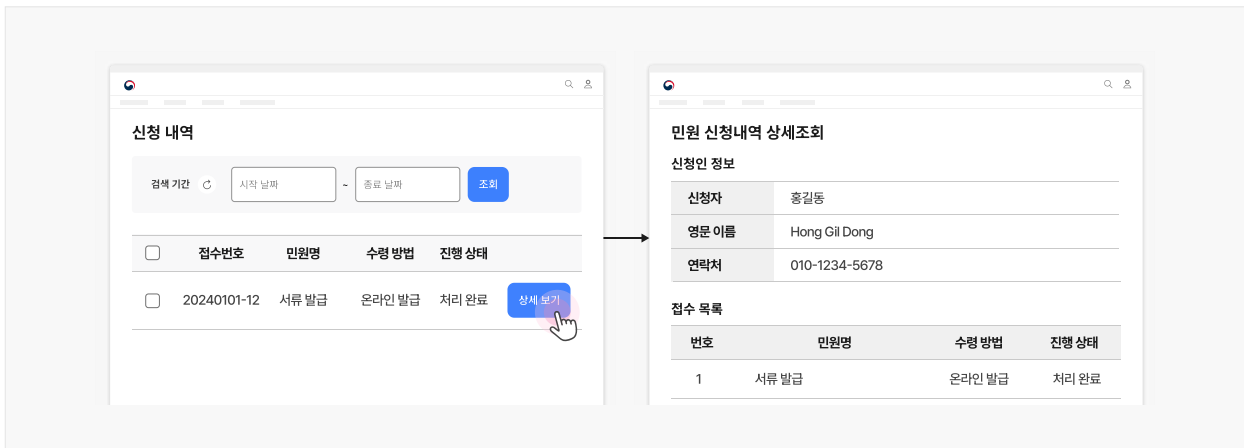 신청 내역
검색 기간 시작 날짜 ~ 종료 날짜 조회
접수번호 민원명 수령 방법 진행 상태
20240101-12 서류 발급 온라인 발급 처리 완료 상세 보기
민원 신청내역 상세조회
신청인 정보
신청자 홍길동
영문 이름 Hong Gil Dong
연락처 010-1234-5678
접수 목록
번호 민원명 수령 방법 진행 상태
1 서류 발급 온라인 발급 처리 완료